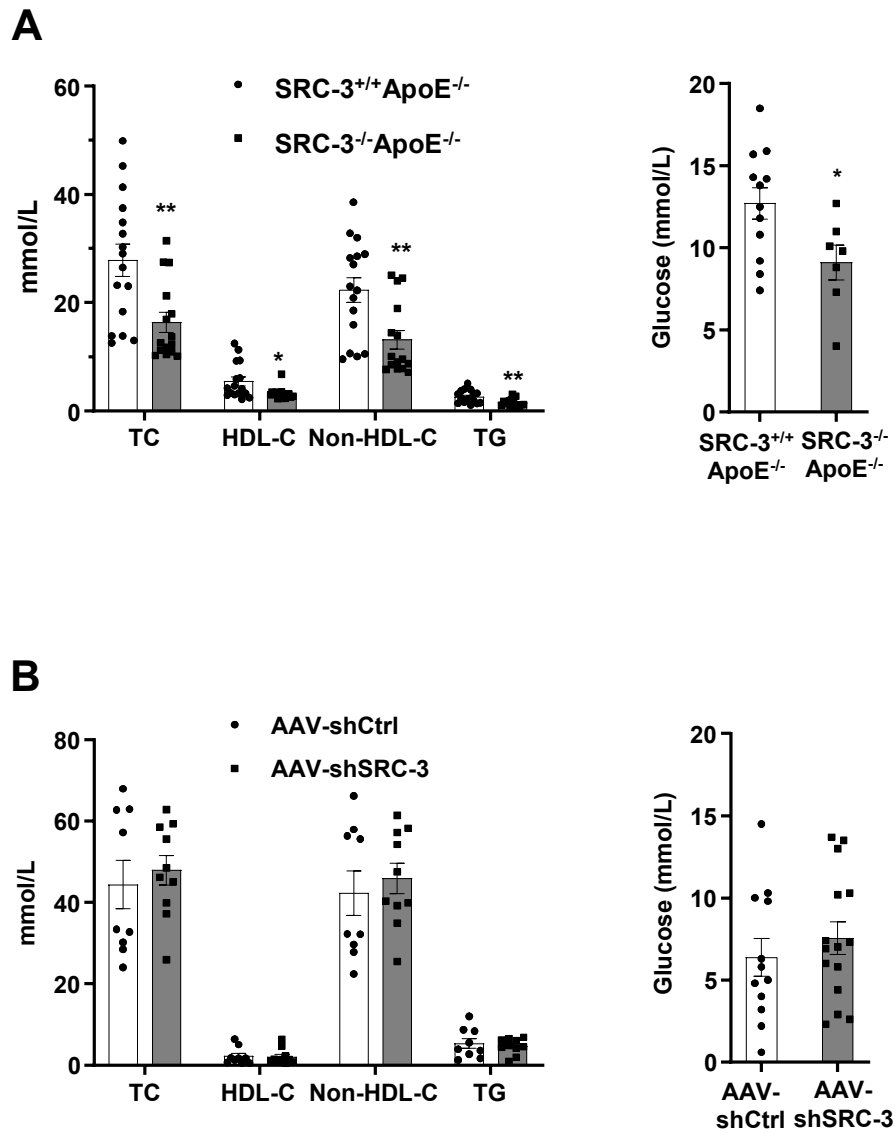 A
SRC-3+/+ApoE-/-
SRC-3-/-ApoE-/-
**
*
**
**
60
40
20
0
mmol/L
TC HDL-C Non-HDL-C TG
20
15
10
5
0
Glucose (mmol/L)
*
SRC-3+/+ SRC-3-/-
ApoE-/- ApoE-/-
B
AAV-shCtrl
AAV-shSRC-3
80
60
40
20
0
mmol/L
TC HDL-C Non-HDL-C TG
20
15
10
5
0
Glucose (mmol/L)
AAV- AAV-
shCtrl shSRC-3